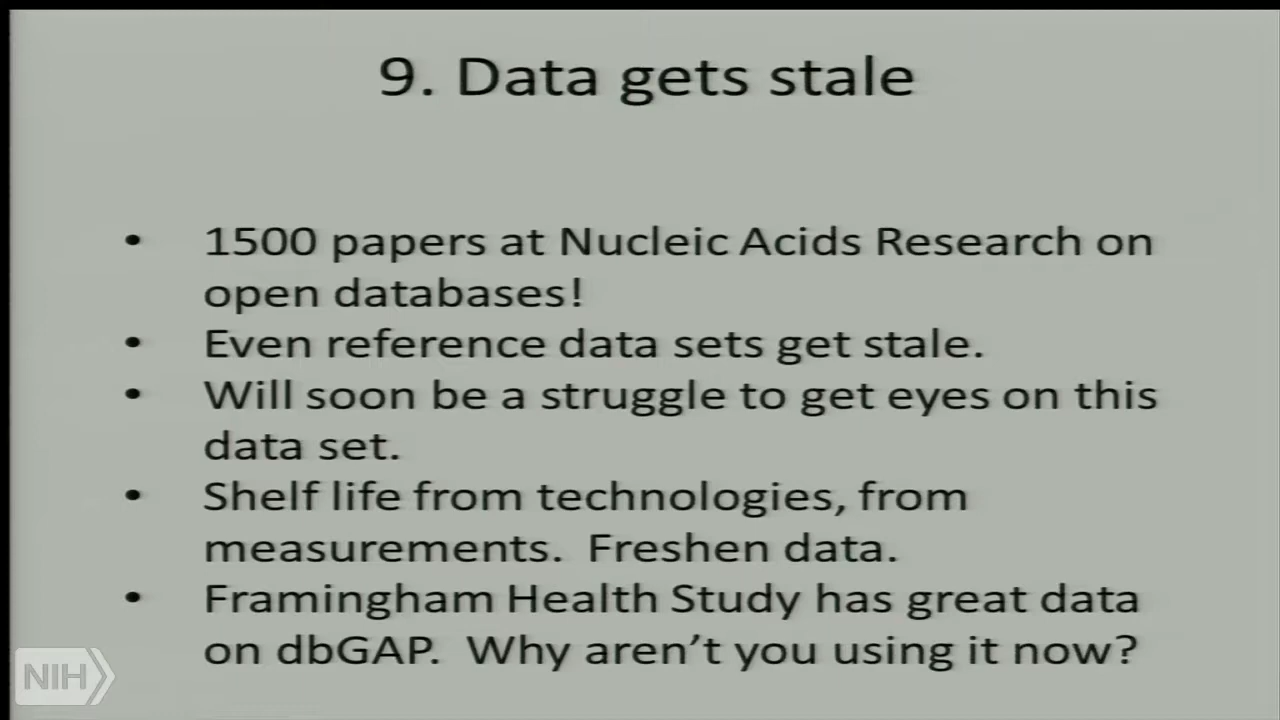 9. Data gets stale
• 1500 papers at Nucleic Acids Research on
open databases!
• Even reference data sets get stale.
• Will soon be a struggle to get eyes on this
data set.
• Shelf life from technologies, from
measurements. Freshen data.
• Framingham Health Study has great data
on dbGAP. Why aren't you using it now?
NIH